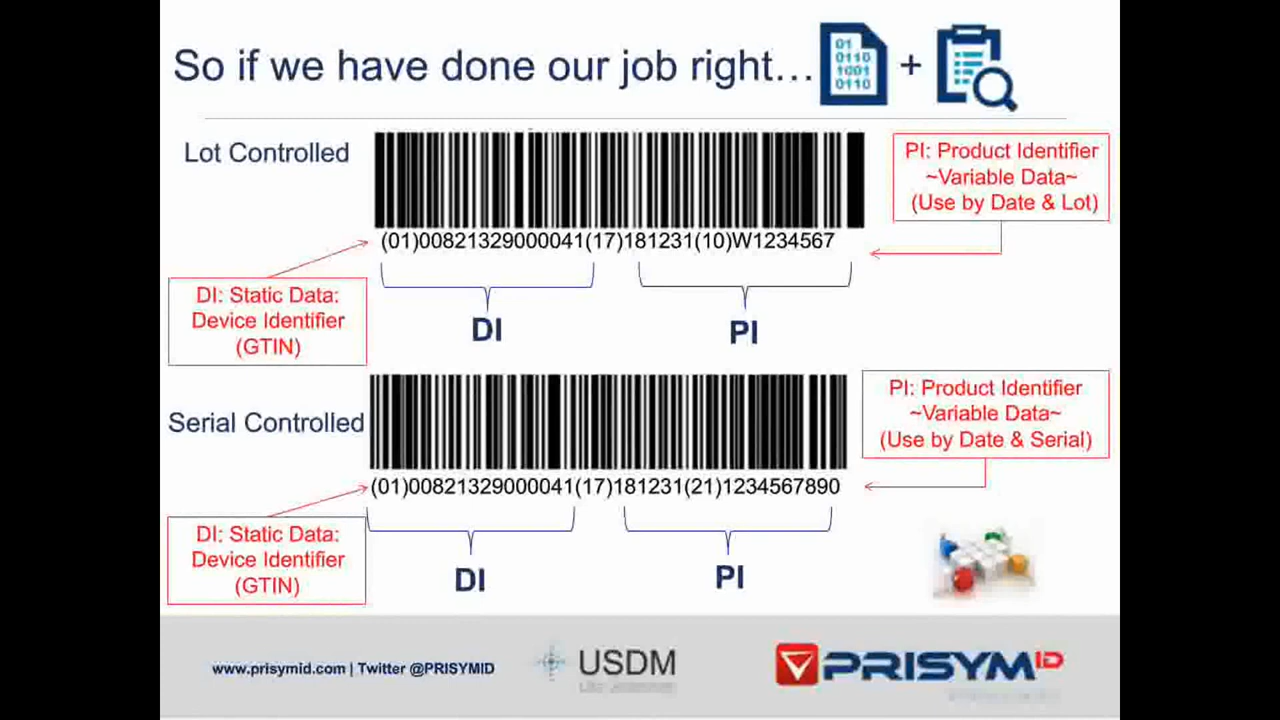 So if we have done our job right...
01
0110
1001
0110
+
Lot Controlled
PI: Product Identifier
~Variable Data~
(Use by Date & Lot)
(01)00821329000041(17)181231(10)W1234567
DI: Static Data:
Device Identifier
(GTIN)
DI
PI
Serial Controlled
PI: Product Identifier
~Variable Data~
(Use by Date & Serial)
(01)00821329000041(17)181231(21)1234567890
DI: Static Data:
Device Identifier
(GTIN)
DI
PI
www.prisymid.com | Twitter @PRISYMID
USDM
PRISYM ID